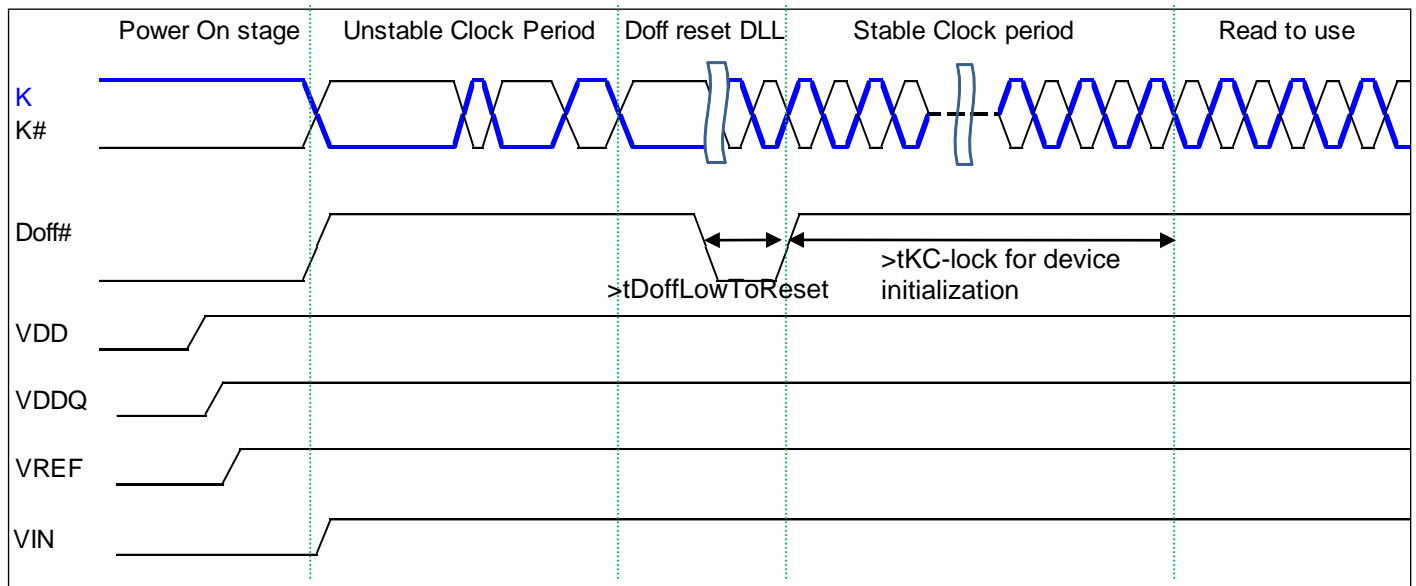 Power On stage
Unstable Clock Period
Doff reset DLL
Stable Clock period
Read to use
K
K#
Doff#
>tDoffLowToReset
>tKC-lock for device
initialization
VDD
VDDQ
VREF
VIN